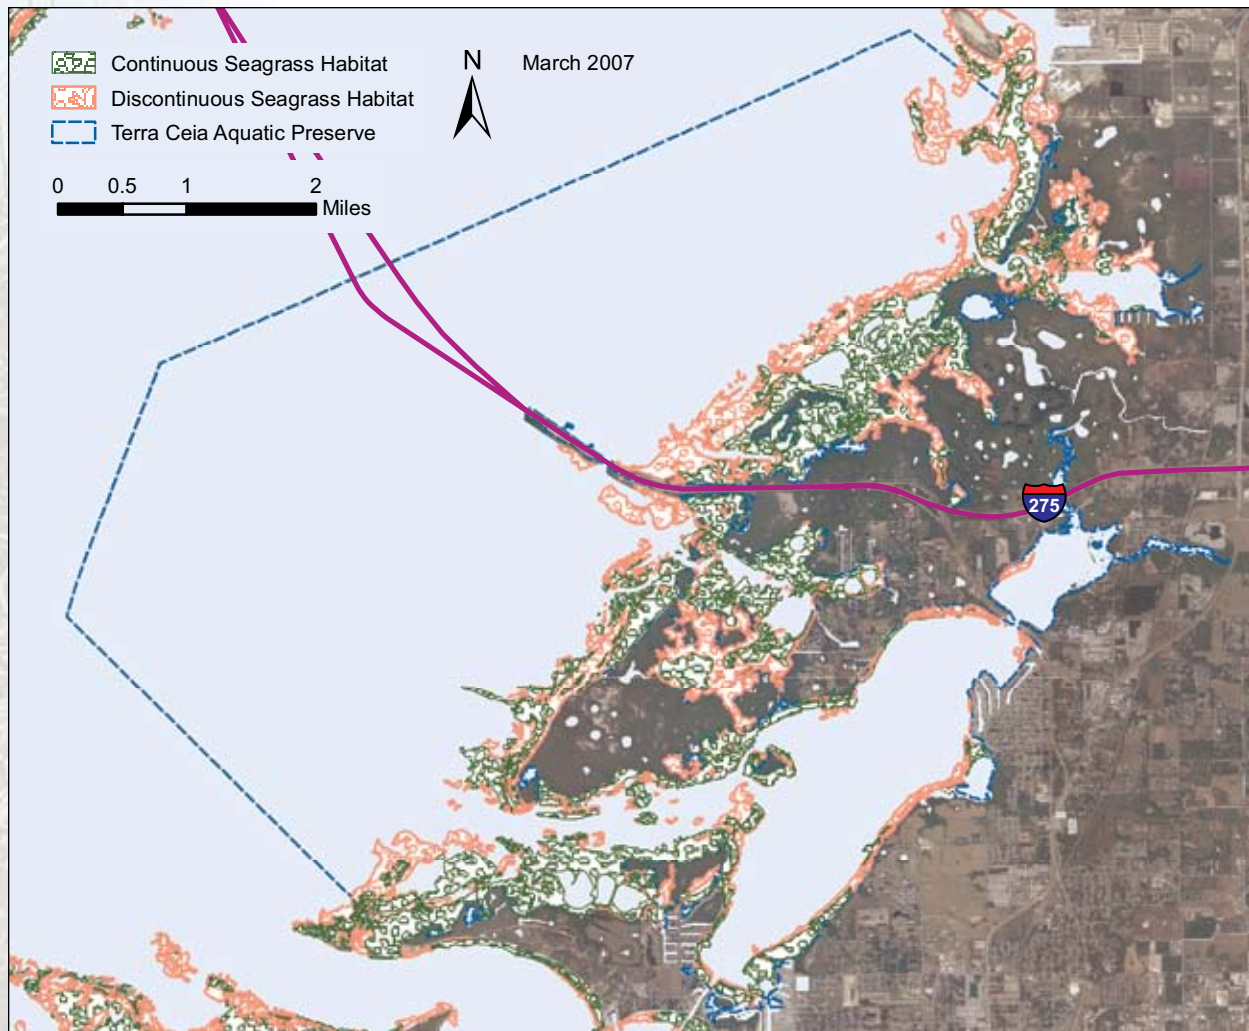 Continuous Seagrass Habitat
Discontinuous Seagrass Habitat
Terra Ceia Aquatic Preserve
N
March 2007
0 0.5 1 2
Miles
275